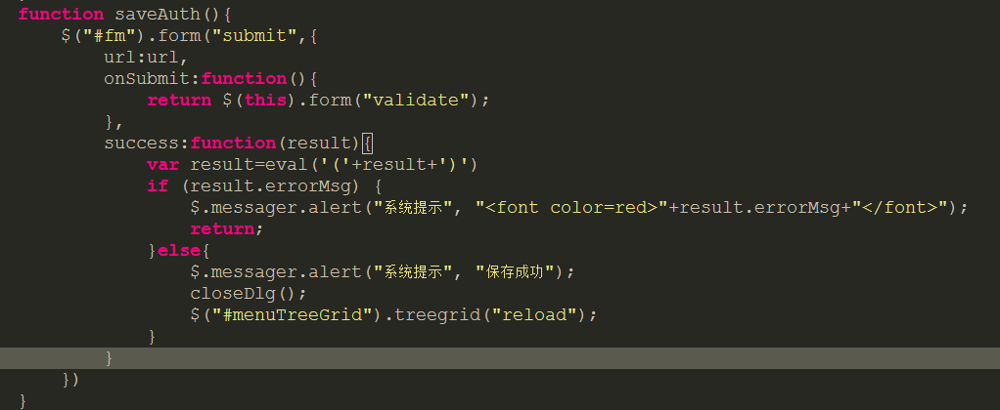 function saveAuth(){
    $("#fm").form("submit",{
        url:url,
        onSubmit:function(){
            return $(this).form("validate");
        },
        success:function(result){
            var result=eval('('+result+')')
            if (result.errorMsg) {
                $.messager.alert("系统提示", "<font color=red>"+result.errorMsg+"</font>");
                return;
            }else{
                $.messager.alert("系统提示", "保存成功");
                closeDlg();
                $("#menuTreeGrid").treegrid("reload");
            }
        }
    })
}